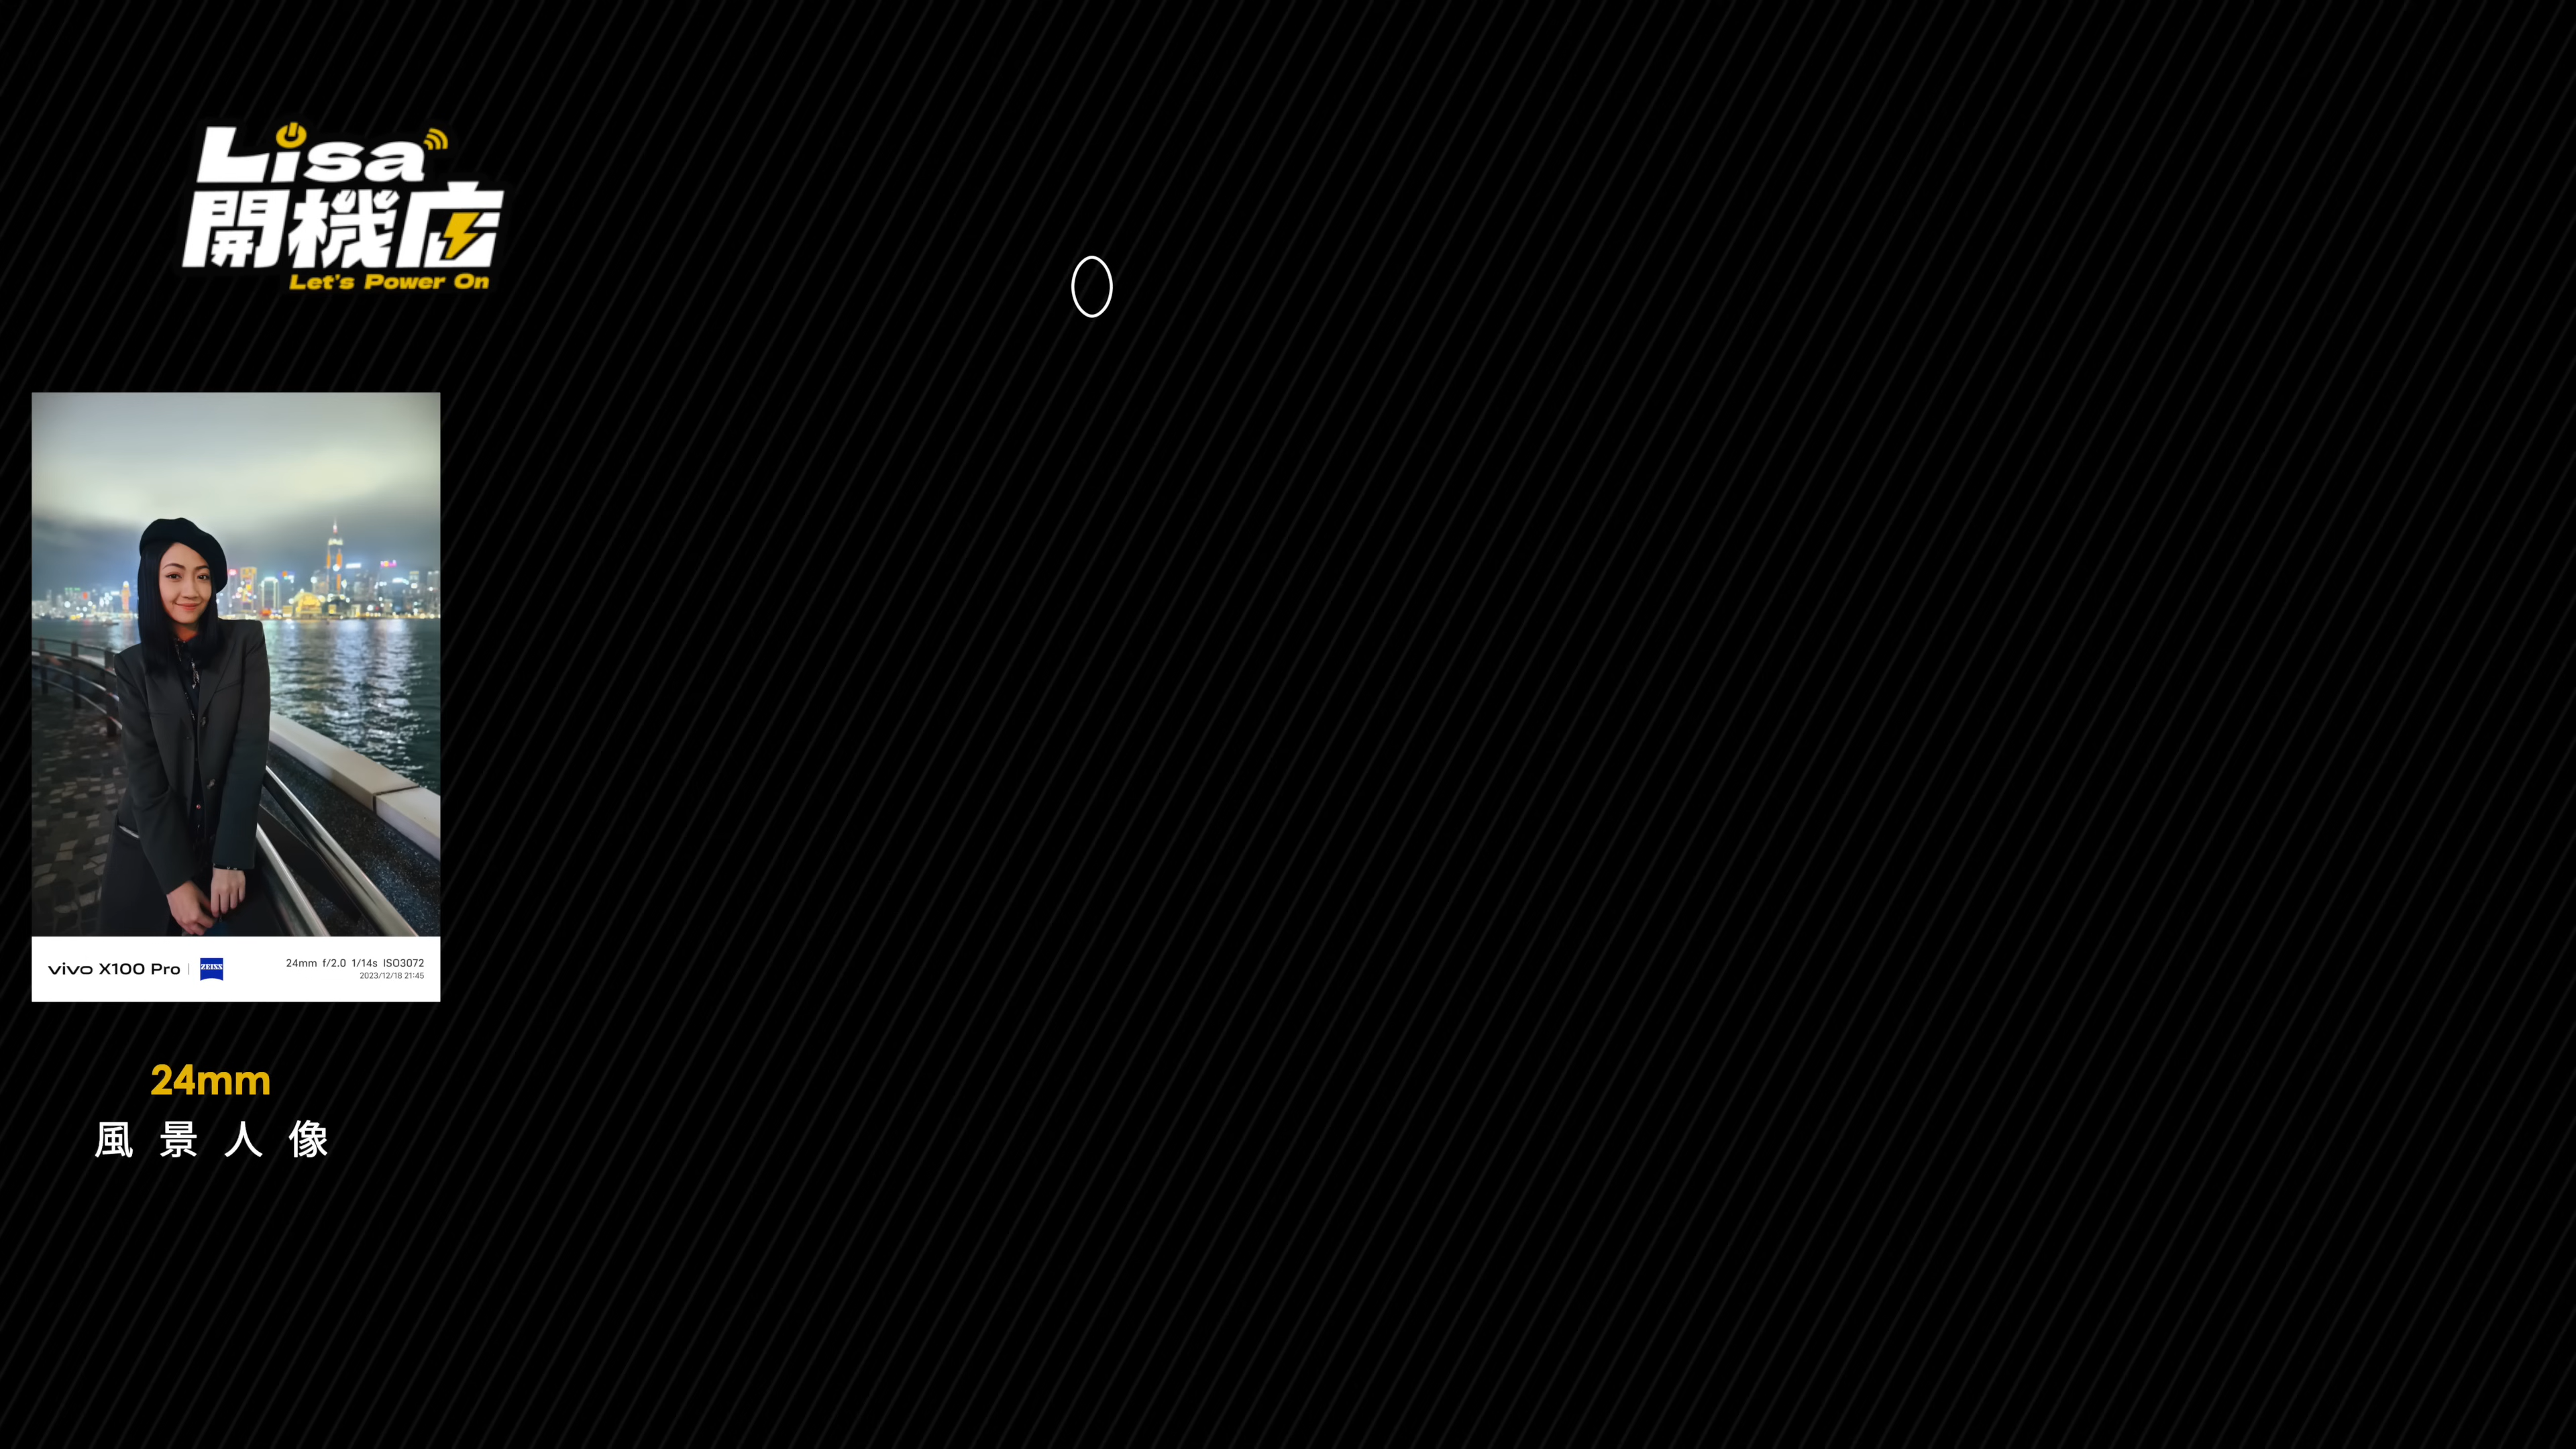 Lisa
開機店
Let's Power On
vivo X100 Pro
ZEISS
24mm f/2.0 1/14s ISO3072
2023/12/18 21:45
24mm
風景人像